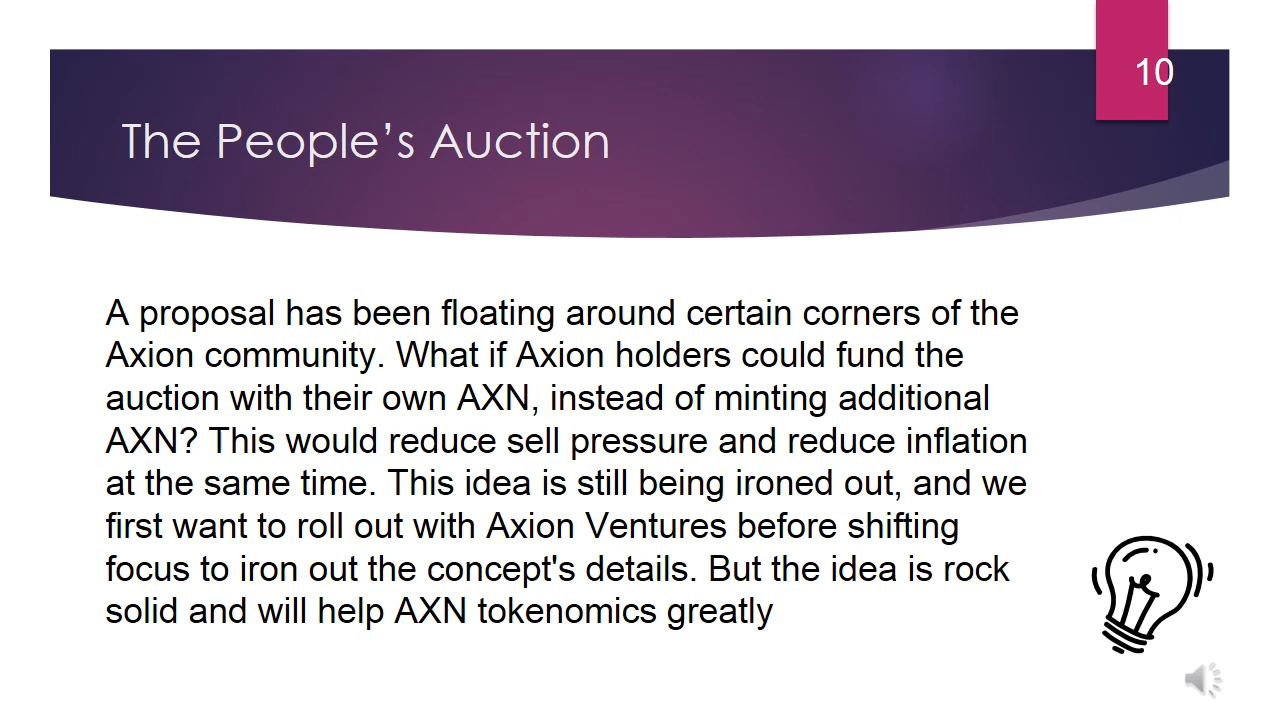 10
The People’s Auction
A proposal has been floating around certain corners of the
Axion community. What if Axion holders could fund the
auction with their own AXN, instead of minting additional
AXN? This would reduce sell pressure and reduce inflation
at the same time. This idea is still being ironed out, and we
first want to roll out with Axion Ventures before shifting
focus to iron out the concept's details. But the idea is rock
solid and will help AXN tokenomics greatly